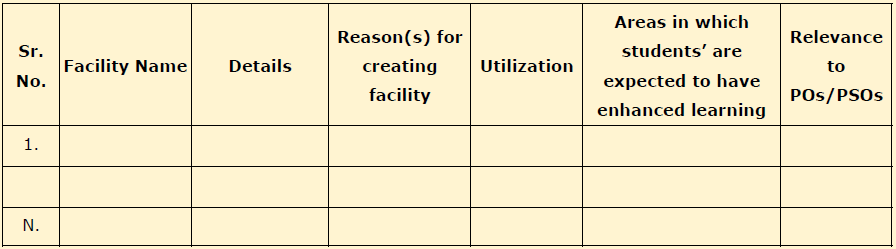 Sr.
No.
Facility Name
Details
Reason(s) for
creating
facility
Utilization
Areas in which
students’ are
expected to have
enhanced learning
Relevance
to
POs/PSOs
1.
N.